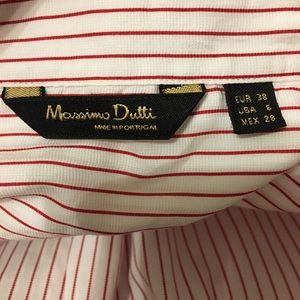 Massimo Dutti
MADE IN PORTUGAL
EUR 38
USA 6
MEX 28